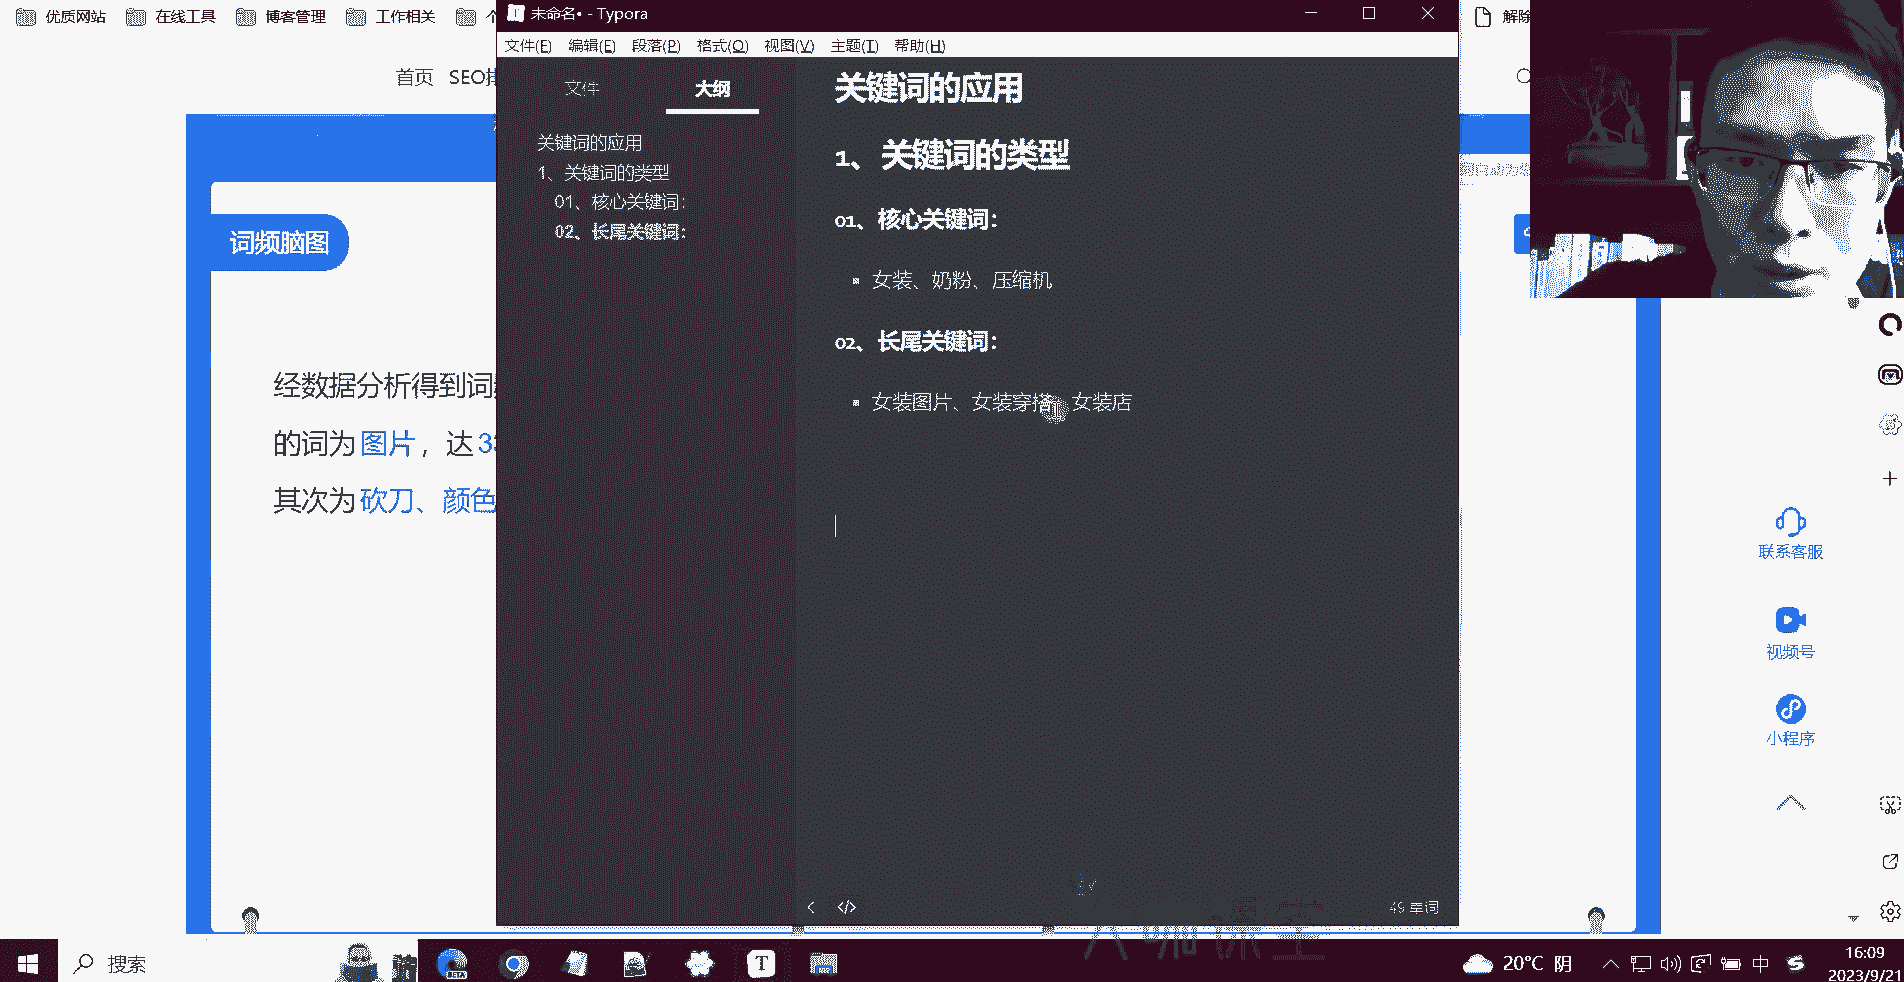 优质网站 在线工具 博客管理 工作相关
未命名• - Typora
解除
文件(F) 编辑(E) 段落(P) 格式(O) 视图(V) 主题(T) 帮助(H)
首页 SEO
文件 大纲
关键词的应用
1、关键词的类型
01、核心关键词：
02、长尾关键词：
关键词的应用
1、关键词的类型
01、核心关键词：
女装、奶粉、压缩机
02、长尾关键词：
女装图片、女装穿搭、女装店
49 单词
词频脑图
经数据分析得到词
的词为图片，达33
其次为砍刀、颜色
联系客服
视频号
小程序
搜索
BETA
T
20°C 阴
中
16:09
2023/9/21